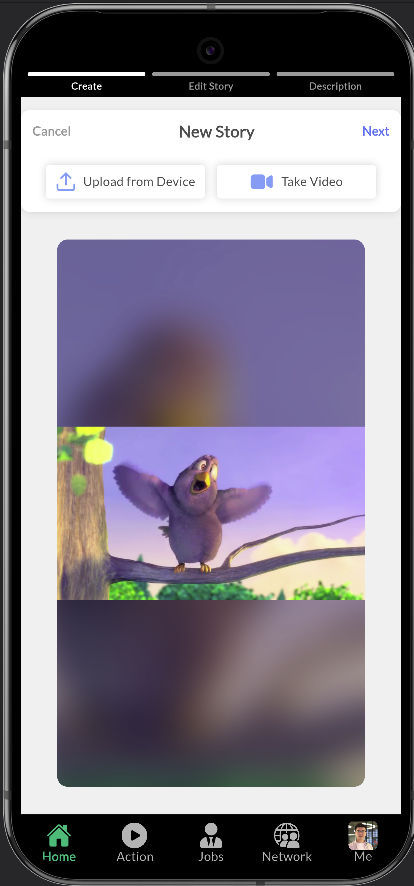 Create Edit Story Description
Cancel New Story Next
Upload from Device Take Video
Home Action Jobs Network Me